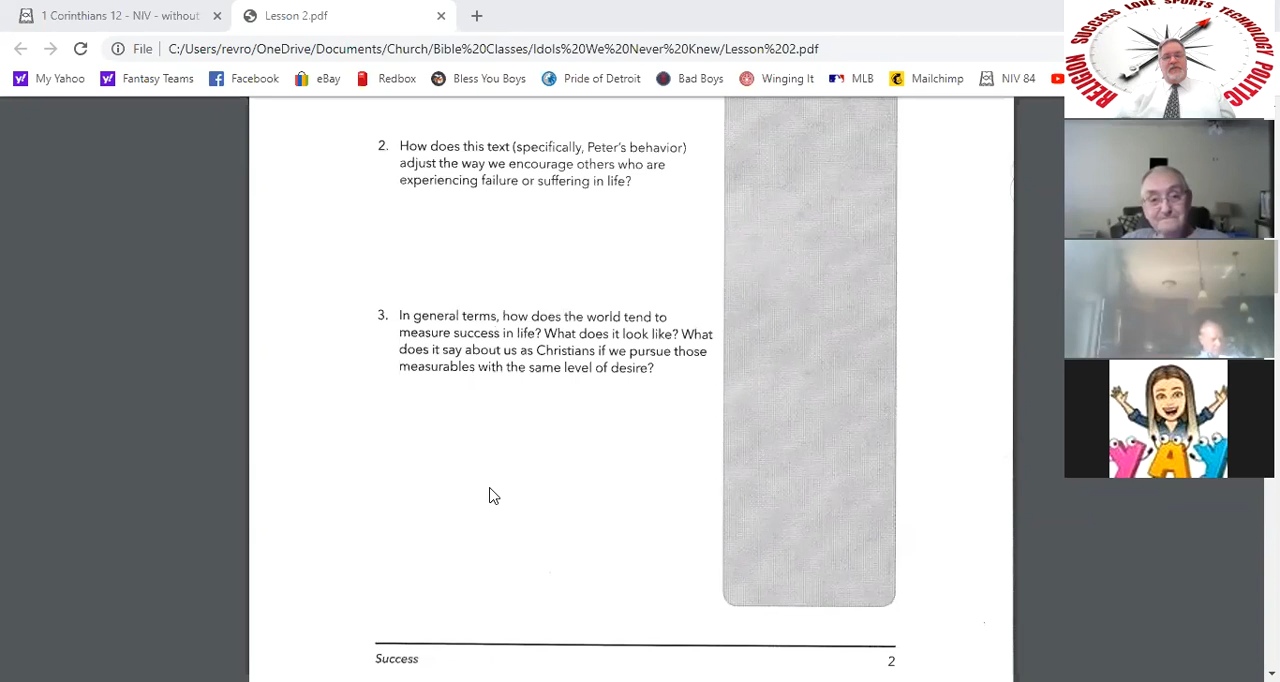 1 Corinthians 12 - NIV - without
Lesson 2.pdf
File
C:/Users/revro/OneDrive/Documents/Church/Bible%20Classes/Idols%20We%20Never%20Knew/Lesson%202.pdf
My Yahoo
Fantasy Teams
Facebook
eBay
Redbox
Bless You Boys
Pride of Detroit
Bad Boys
Winging It
MLB
Mailchimp
NIV 84
RELIGION SUCCESS LOVE SPORTS TECHNOLOGY POLITIC
2. How does this text (specifically, Peter's behavior)
adjust the way we encourage others who are
experiencing failure or suffering in life?
3. In general terms, how does the world tend to
measure success in life? What does it look like? What
does it say about us as Christians if we pursue those
measurables with the same level of desire?
YAY
Success
2